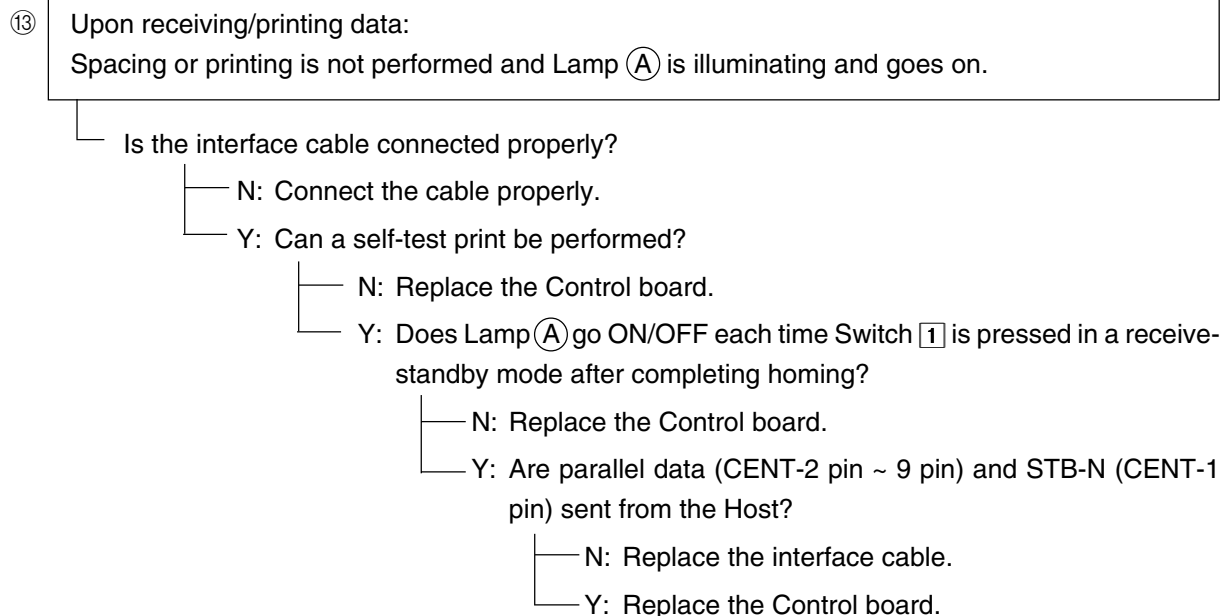 ⑬ Upon receiving/printing data:
Spacing or printing is not performed and Lamp Ⓐ is illuminating and goes on.
Is the interface cable connected properly?
N: Connect the cable properly.
Y: Can a self-test print be performed?
N: Replace the Control board.
Y: Does Lamp Ⓐ go ON/OFF each time Switch 1 is pressed in a receive-
standby mode after completing homing?
N: Replace the Control board.
Y: Are parallel data (CENT-2 pin ~ 9 pin) and STB-N (CENT-1
pin) sent from the Host?
N: Replace the interface cable.
Y: Replace the Control board.